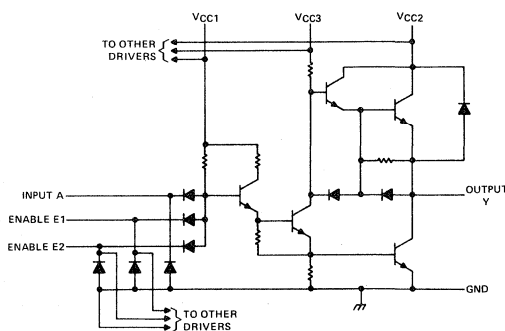 VCC1
VCC3
VCC2
TO OTHER
DRIVERS
INPUT A
ENABLE E1
ENABLE E2
OUTPUT
Y
GND
TO OTHER
DRIVERS